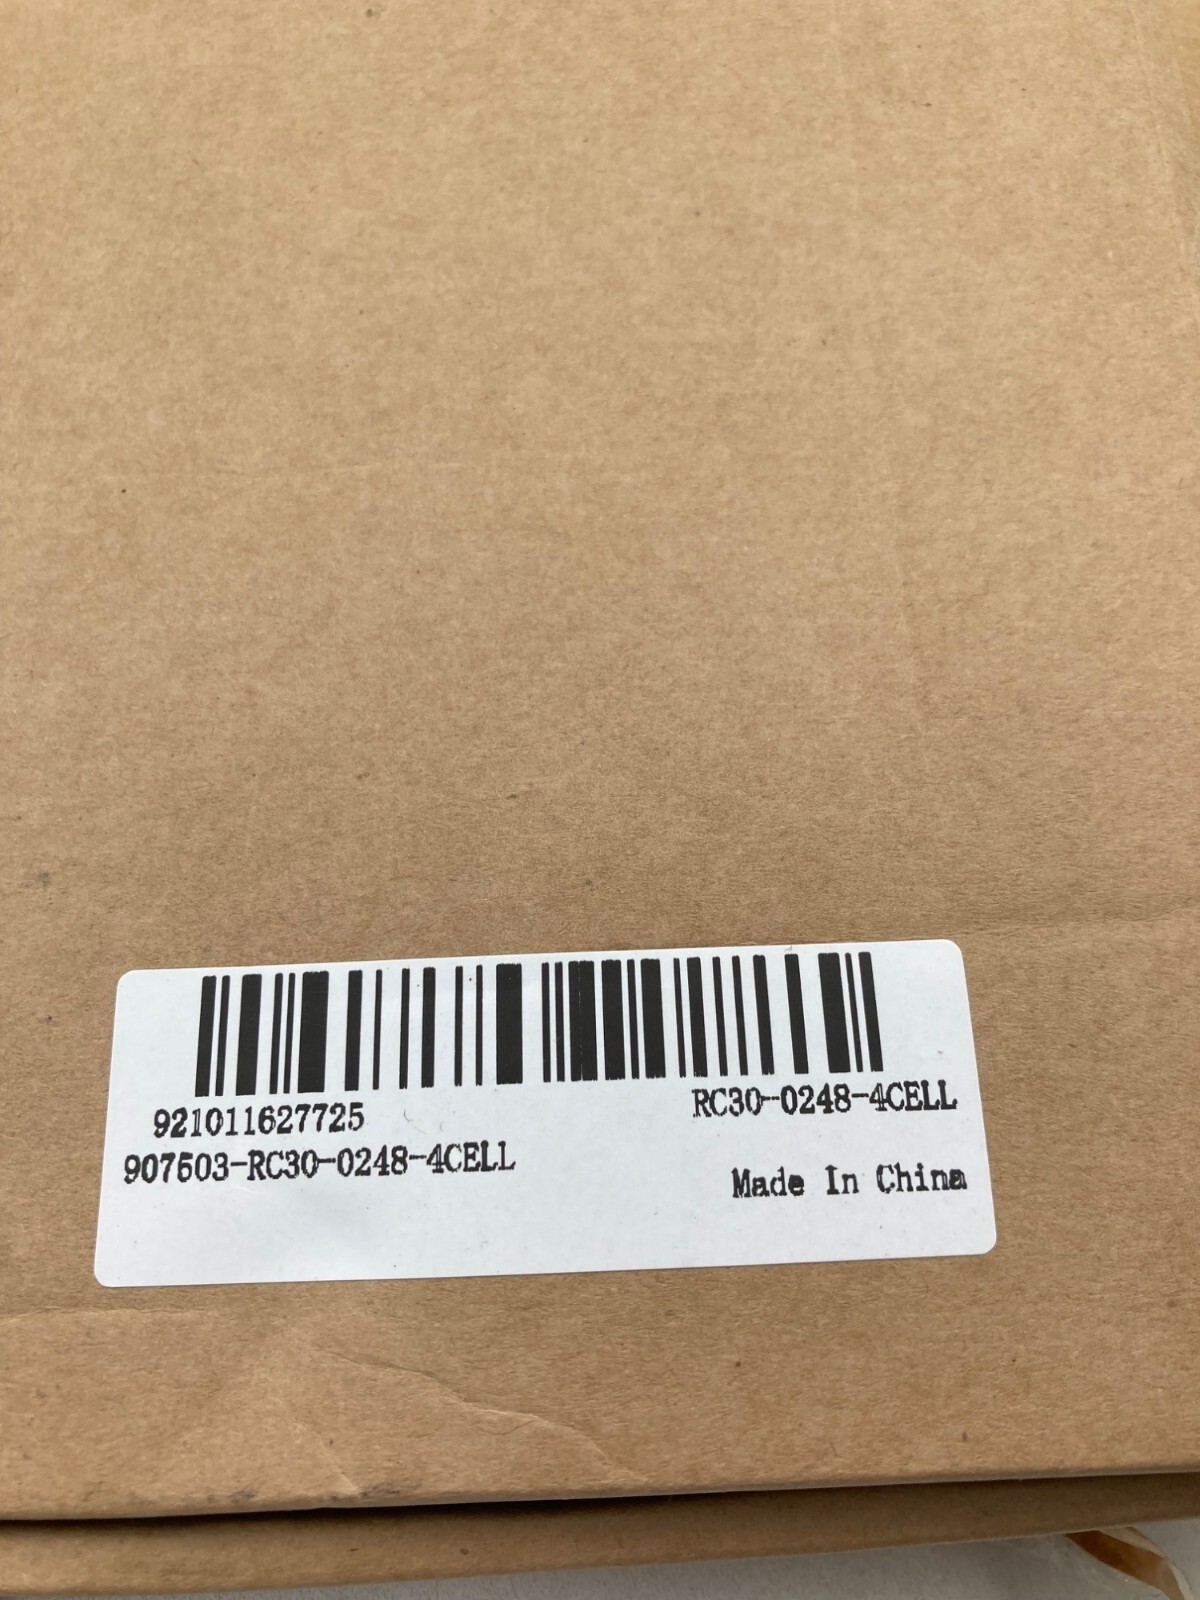 921011627725
RC30-0248-4CELL
907503-RC30-0248-4CELL
Made In China